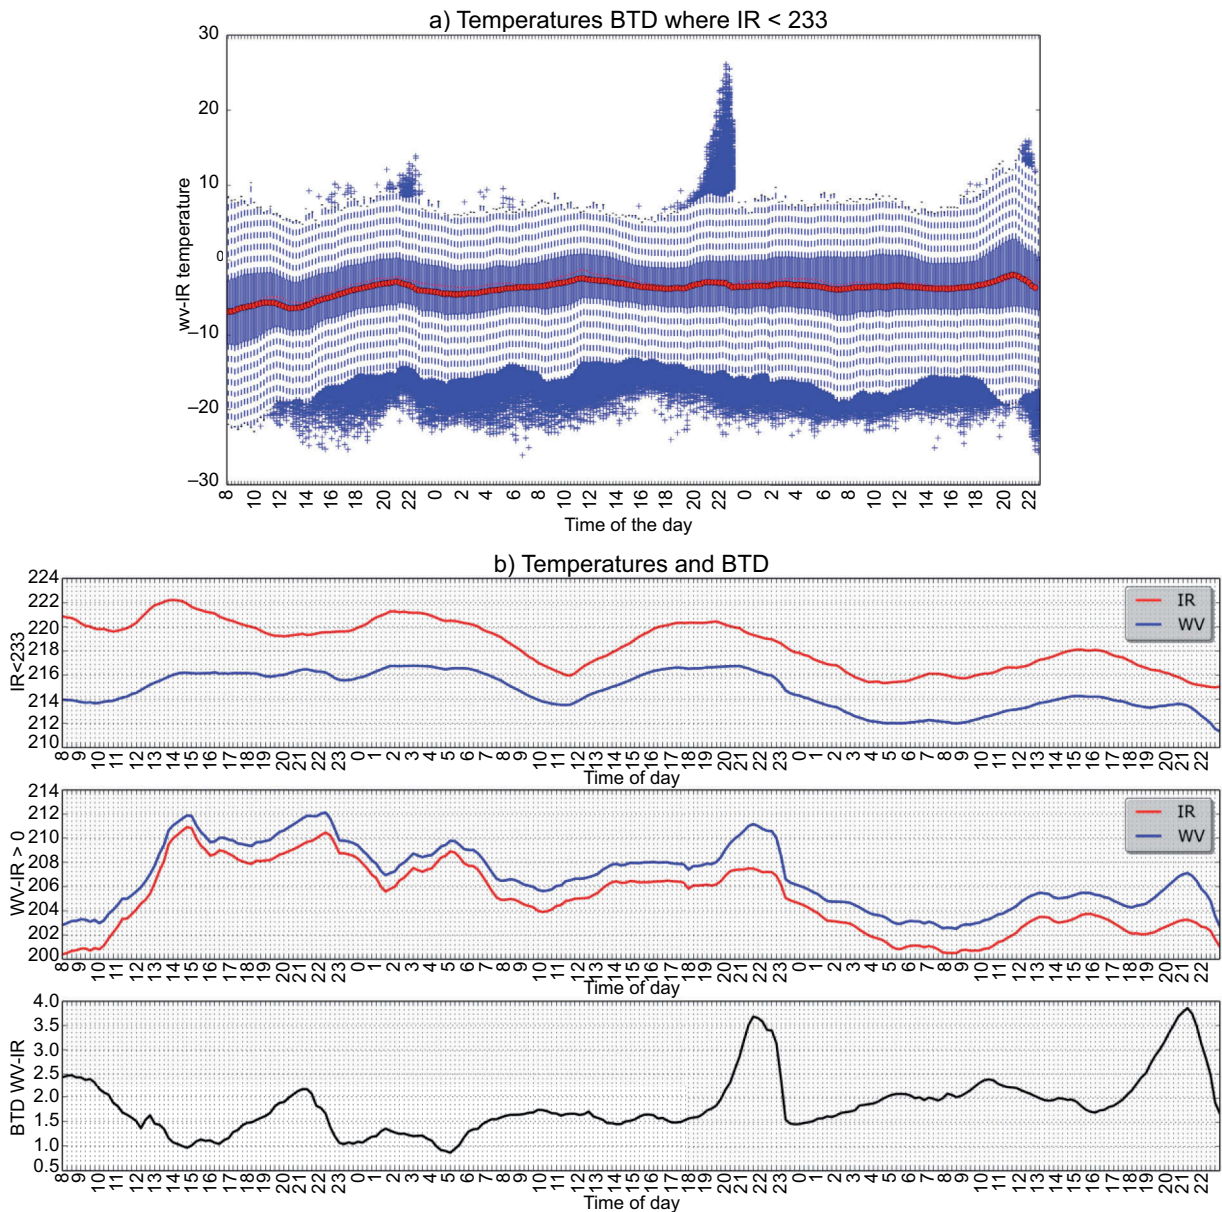 a) Temperatures BTD where IR < 233
30
20
10
0
–10
–20
–30
wv-IR temperature
8 10 12 14 16 18 20 22 0 2 4 6 8 10 12 14 16 18 20 22 0 2 4 6 8 10 12 14 16 18 20 22
Time of the day
b) Temperatures and BTD
224
222
220
218
216
214
212
210
IR<233
IR
WV
8 9 10 11 12 13 14 15 16 17 18 19 20 21 22 23 0 1 2 3 4 5 6 7 8 9 10 11 12 13 14 15 16 17 18 19 20 21 22 23 0 1 2 3 4 5 6 7 8 9 10 11 12 13 14 15 16 17 18 19 20 21 22
Time of day
214
212
210
208
206
204
202
200
WV-IR > 0
IR
WV
8 9 10 11 12 13 14 15 16 17 18 19 20 21 22 23 0 1 2 3 4 5 6 7 8 9 10 11 12 13 14 15 16 17 18 19 20 21 22 23 0 1 2 3 4 5 6 7 8 9 10 11 12 13 14 15 16 17 18 19 20 21 22
Time of day
4.0
3.5
3.0
2.5
2.0
1.5
1.0
0.5
BTD WV-IR
8 9 10 11 12 13 14 15 16 17 18 19 20 21 22 23 0 1 2 3 4 5 6 7 8 9 10 11 12 13 14 15 16 17 18 19 20 21 22 23 0 1 2 3 4 5 6 7 8 9 10 11 12 13 14 15 16 17 18 19 20 21 22
Time of day